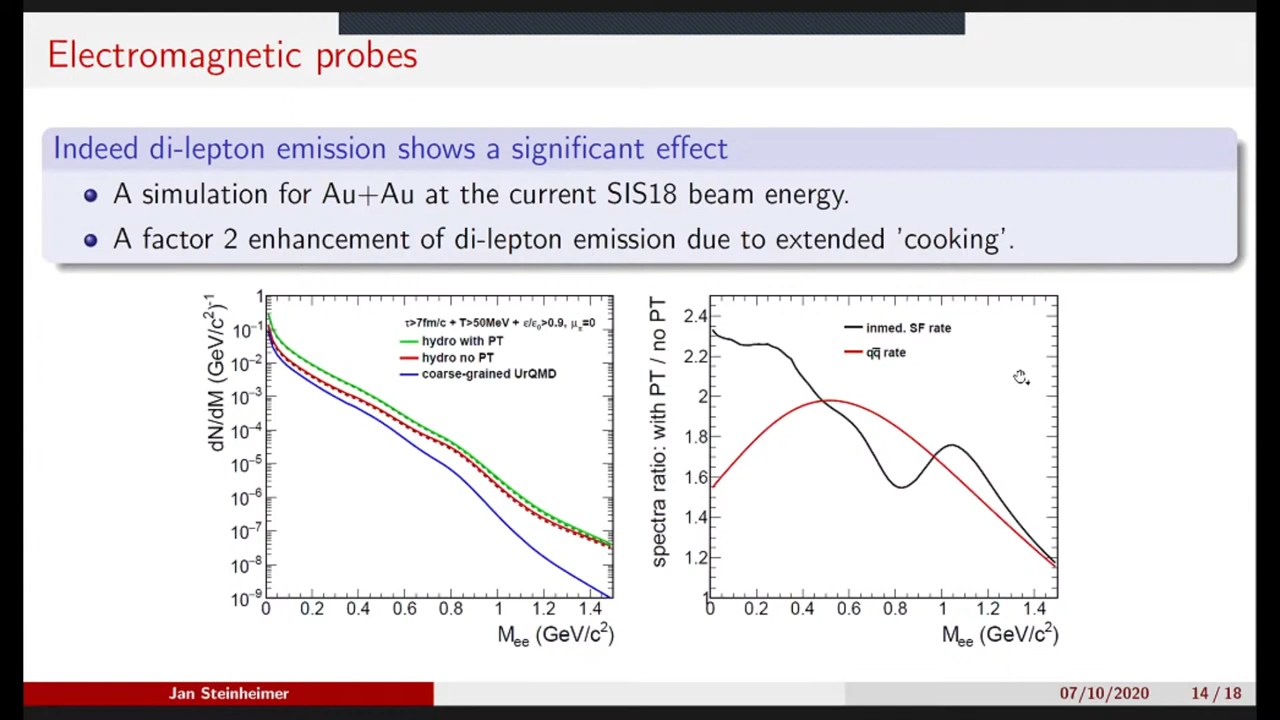 Electromagnetic probes
Indeed di-lepton emission shows a significant effect
A simulation for Au+Au at the current SIS18 beam energy.
A factor 2 enhancement of di-lepton emission due to extended 'cooking'.
dN/dM (GeV/c²)⁻¹
1
10⁻¹
10⁻²
10⁻³
10⁻⁴
10⁻⁵
10⁻⁶
10⁻⁷
10⁻⁸
10⁻⁹
τ>7fm/c + T>50MeV + ε/ε₀>0.9, μ_π=0
hydro with PT
hydro no PT
coarse-grained UrQMD
0 0.2 0.4 0.6 0.8 1 1.2 1.4
M_ee (GeV/c²)
spectra ratio: with PT / no PT
2.4
2.2
2
1.8
1.6
1.4
1.2
1
inmed. SF rate
qq̅ rate
0 0.2 0.4 0.6 0.8 1 1.2 1.4
M_ee (GeV/c²)
Jan Steinheimer
07/10/2020 14 / 18